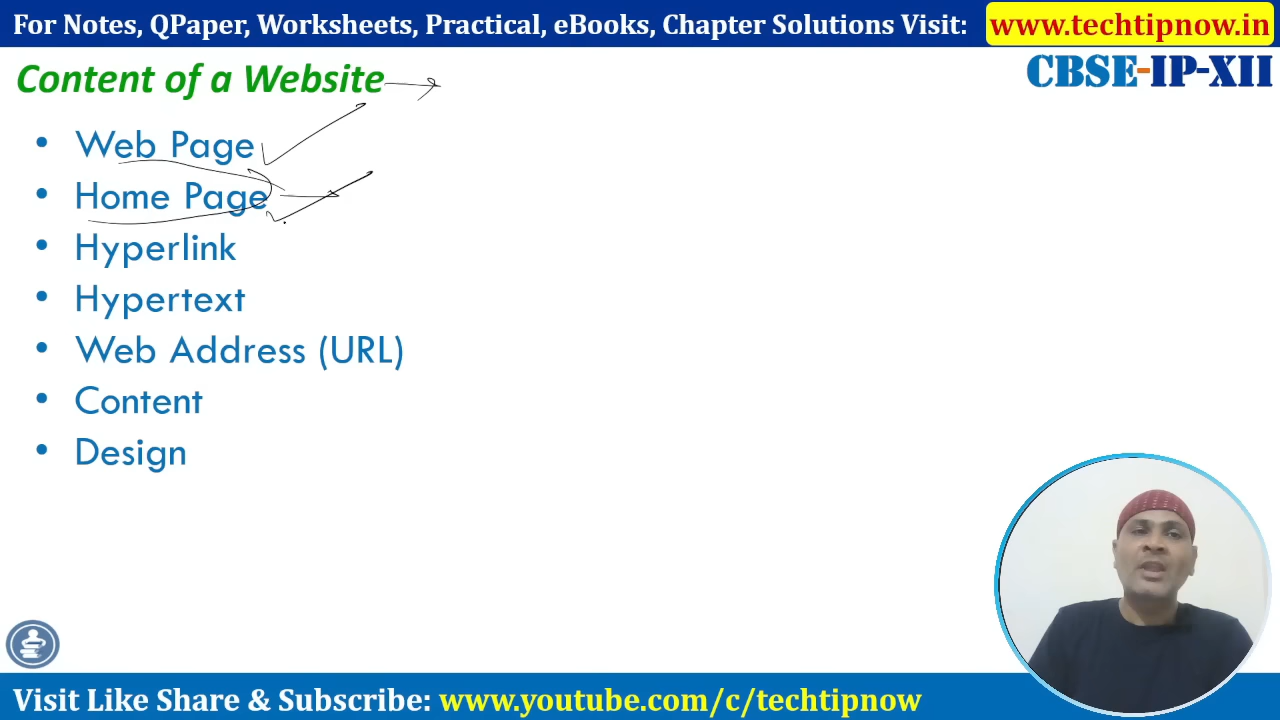 For Notes, QPaper, Worksheets, Practical, eBooks, Chapter Solutions Visit: www.techtipnow.in
Content of a Website
CBSE-IP-XII
• Web Page
• Home Page
• Hyperlink
• Hypertext
• Web Address (URL)
• Content
• Design
Visit Like Share & Subscribe: www.youtube.com/c/techtipnow